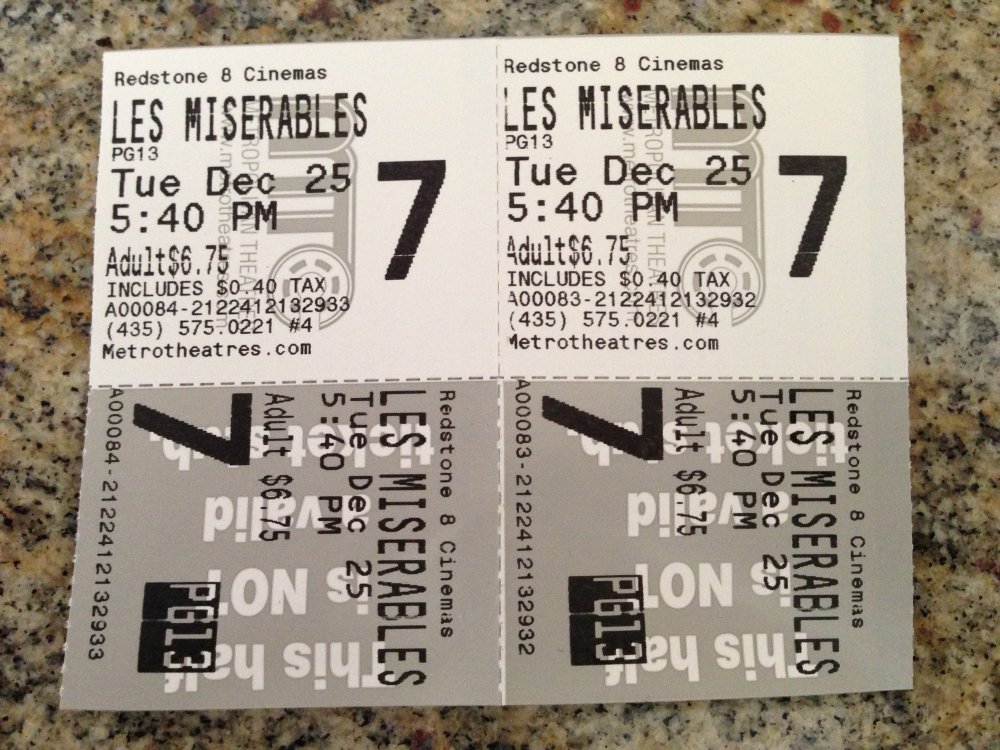 Redstone 8 Cinemas
LES MISERABLES
PG13
Tue Dec 25
5:40 PM
7
Adult$6.75
INCLUDES $0.40 TAX
A00084-2122412132933
(435) 575.0221 #4
Metrotheatres.com
Redstone 8 Cinemas
LES MISERABLES
PG13
Tue Dec 25
5:40 PM
7
Adult$6.75
INCLUDES $0.40 TAX
A00083-2122412132932
(435) 575.0221 #4
Metrotheatres.com
Redstone 8 Cinemas
LES MISERABLES
Tue Dec 25
5:40 PM
Adult $6.75
7
PG13
A00084-2122412132933
This half
is NOT
a valid
ticket stub.
Redstone 8 Cinemas
LES MISERABLES
Tue Dec 25
5:40 PM
Adult $6.75
7
PG13
A00083-2122412132932
This half
is NOT
a valid
ticket stub.